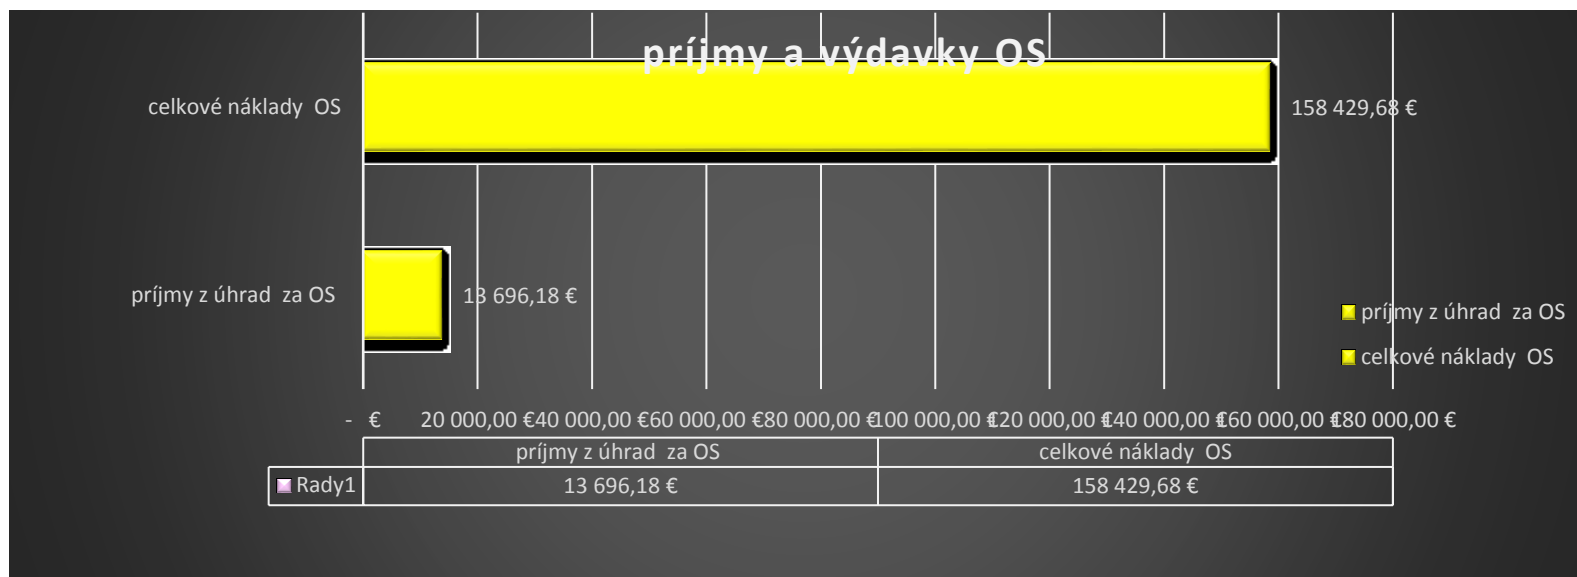 príjmy a výdavky OS
celkové náklady OS
158 429,68 €
príjmy z úhrad za OS
13 696,18 €
príjmy z úhrad za OS
celkové náklady OS
- € 20 000,00 € 40 000,00 € 60 000,00 € 80 000,00 € 100 000,00 € 120 000,00 € 140 000,00 € 160 000,00 € 180 000,00 €
príjmy z úhrad za OS celkové náklady OS
Rady1 13 696,18 € 158 429,68 €